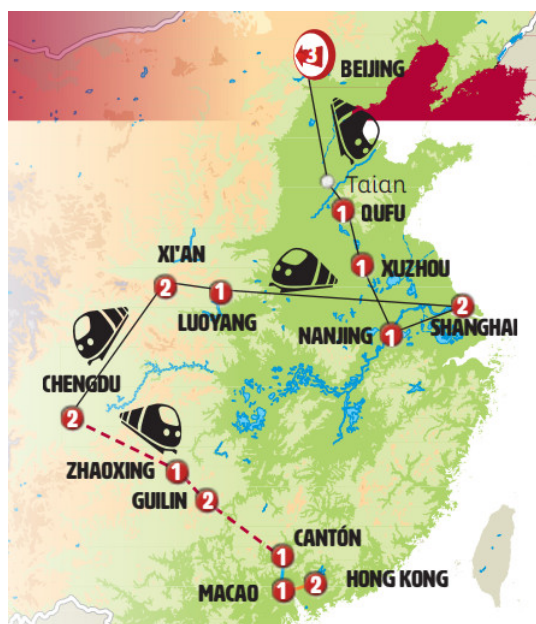 3
BEIJING
Taian
1 QUFU
XI'AN
1 XUZHOU
2
1
LUOYANG
2
SHANGHAI
NANJING 1
CHENGDU
2
ZHAOXING 1
GUILIN 2
CANTÓN
1
MACAO 1
2 HONG KONG